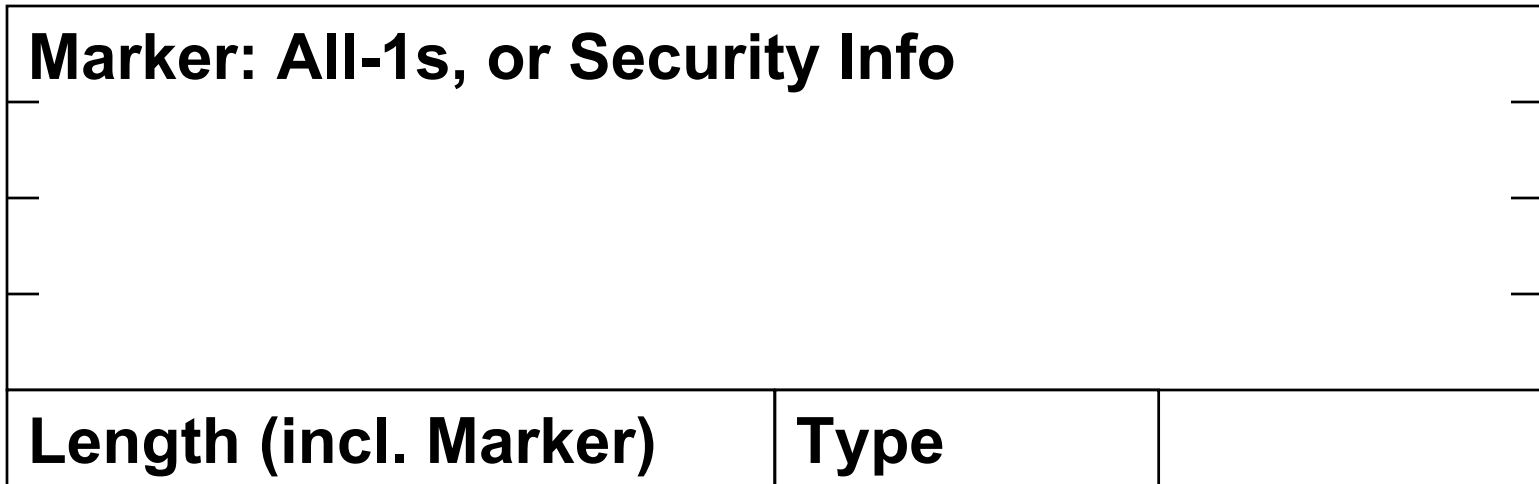 Marker: All-1s, or Security Info
Length (incl. Marker) Type